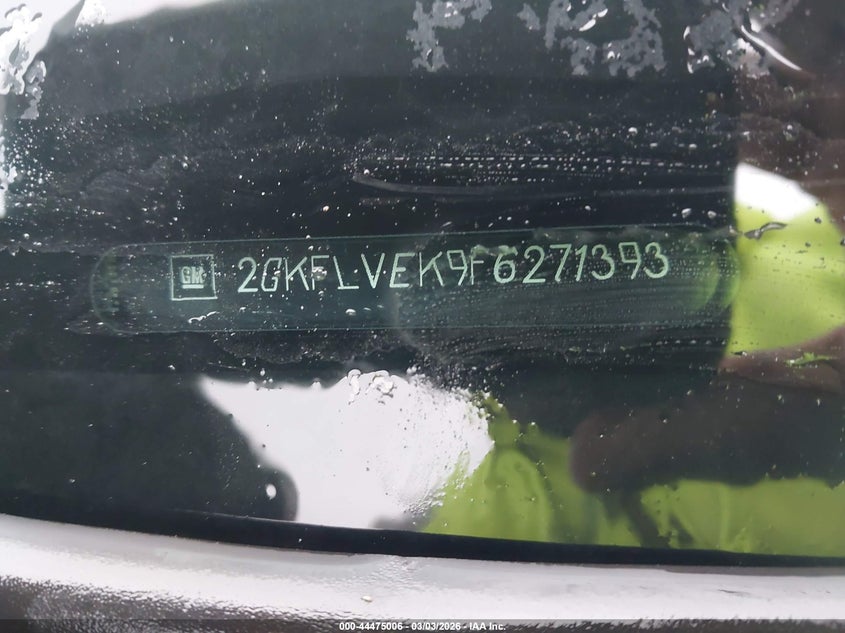 GM 2GKFLVEK9F6271393
000-44475006 - 03/03/2026 - IAA Inc.